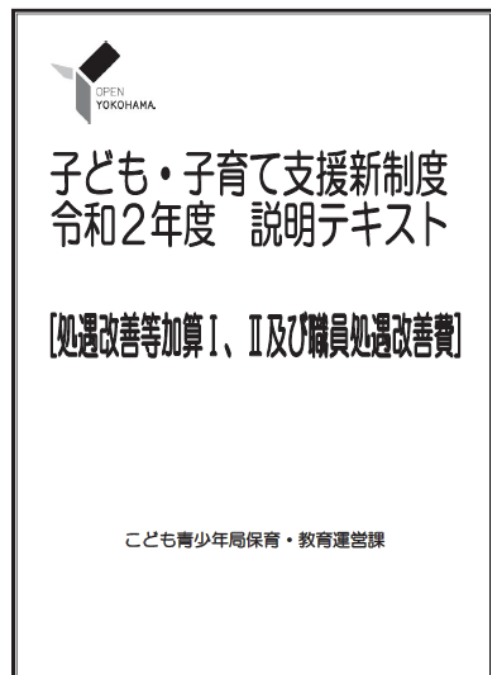 OPEN
YOKOHAMA
子ども・子育て支援新制度
令和2年度　説明テキスト
[処遇改善等加算Ⅰ、Ⅱ及び職員処遇改善費]
こども青少年局保育・教育運営課